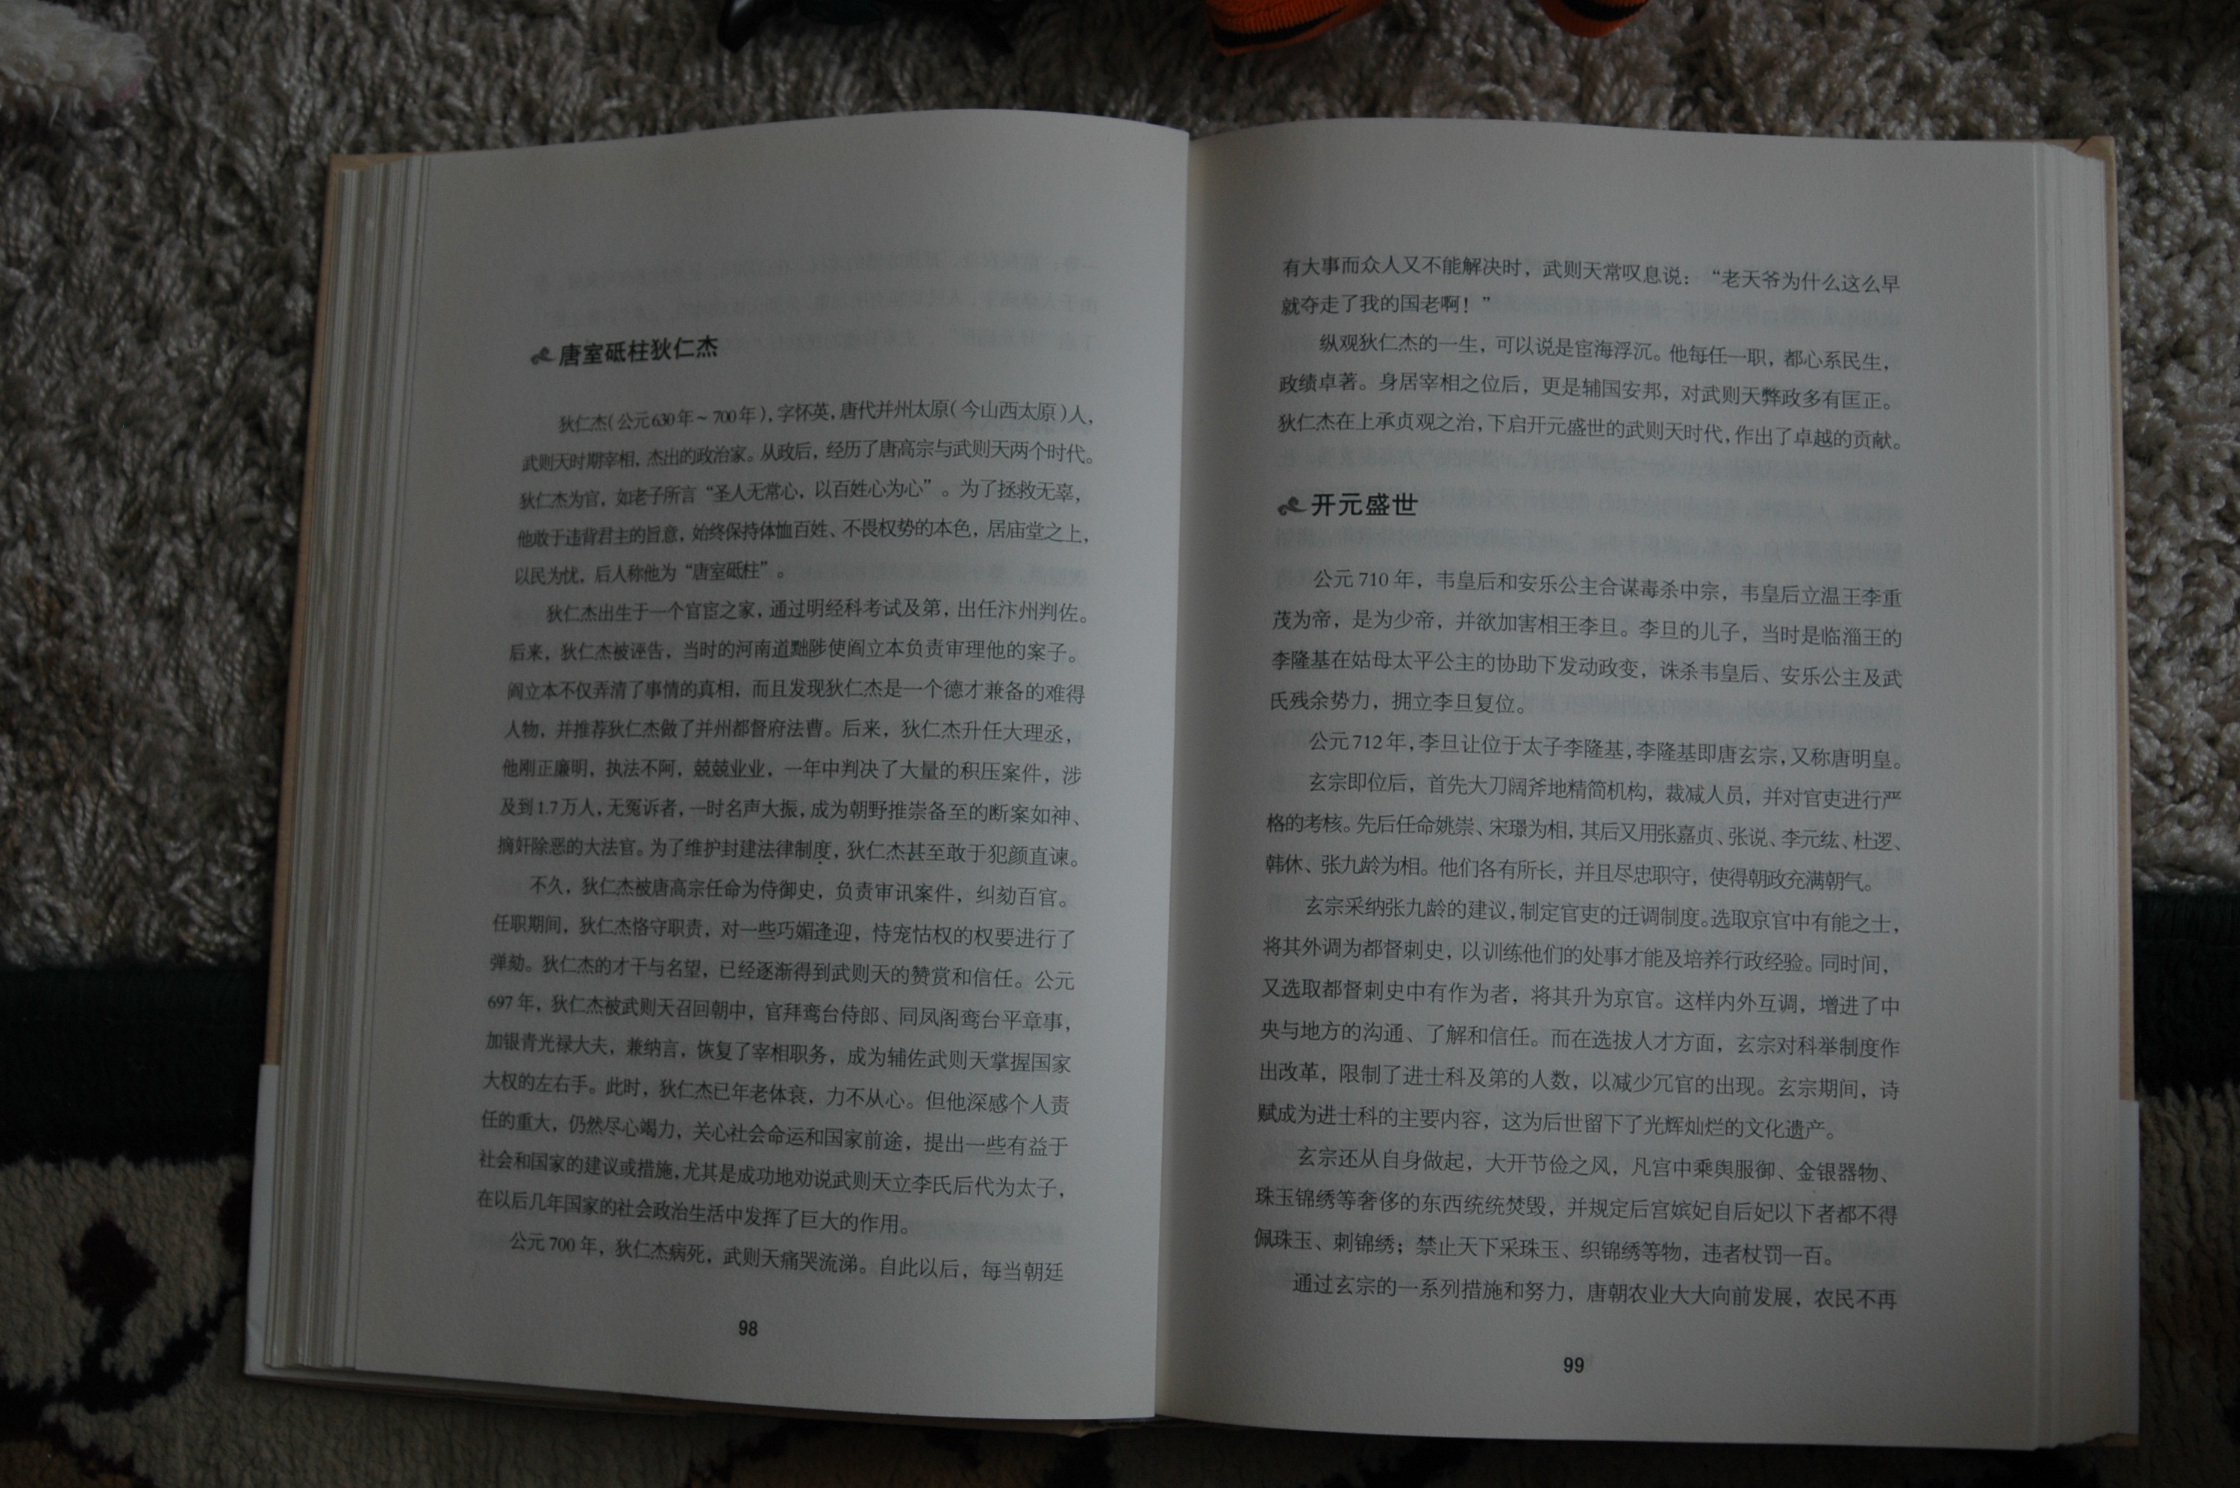 唐室砥柱狄仁杰
狄仁杰(公元630年~700年),字怀英,唐代并州太原(今山西太原)人,
武则天时期宰相,杰出的政治家。从政后,经历了唐高宗与武则天两个时代。
狄仁杰为官,如老子所言“圣人无常心,以百姓心为心”。为了拯救无辜,
他敢于违背君主的旨意,始终保持体恤百姓、不畏权势的本色,居庙堂之上,
以民为忧,后人称他为“唐室砥柱”。
狄仁杰出生于一个官宦之家,通过明经科考试及第,出任汴州判佐。
后来,狄仁杰被诬告,当时的河南道黜陟使阎立本负责审理他的案子。
阎立本不仅弄清了事情的真相,而且发现狄仁杰是一个德才兼备的难得
人物,并推荐狄仁杰做了并州都督府法曹。后来,狄仁杰升任大理丞,
他刚正廉明,执法不阿,兢兢业业,一年中判决了大量的积压案件,涉
及到1.7万人,无冤诉者,一时名声大振,成为朝野推崇备至的断案如神、
摘奸除恶的大法官。为了维护封建法律制度,狄仁杰甚至敢于犯颜直谏。
不久,狄仁杰被唐高宗任命为侍御史,负责审讯案件,纠劾百官。
任职期间,狄仁杰恪守职责,对一些巧媚逢迎,恃宠怙权的权要进行了
弹劾。狄仁杰的才干与名望,已经逐渐得到武则天的赞赏和信任。公元
697年,狄仁杰被武则天召回朝中,官拜鸾台侍郎、同凤阁鸾台平章事,
加银青光禄大夫,兼纳言,恢复了宰相职务,成为辅佐武则天掌握国家
大权的左右手。此时,狄仁杰已年老体衰,力不从心。但他深感个人责
任的重大,仍然尽心竭力,关心社会命运和国家前途,提出一些有益于
社会和国家的建议或措施,尤其是成功地劝说武则天立李氏后代为太子,
在以后几年国家的社会政治生活中发挥了巨大的作用。
公元700年,狄仁杰病死,武则天痛哭流涕。自此以后,每当朝廷
98
有大事而众人又不能解决时,武则天常叹息说:“老天爷为什么这么早
就夺走了我的国老啊!”
纵观狄仁杰的一生,可以说是宦海浮沉。他每任一职,都心系民生,
政绩卓著。身居宰相之位后,更是辅国安邦,对武则天弊政多有匡正。
狄仁杰在上承贞观之治,下启开元盛世的武则天时代,作出了卓越的贡献。
开元盛世
公元710年,韦皇后和安乐公主合谋毒杀中宗,韦皇后立温王李重
茂为帝,是为少帝,并欲加害相王李旦。李旦的儿子,当时是临淄王的
李隆基在姑母太平公主的协助下发动政变,诛杀韦皇后、安乐公主及武
氏残余势力,拥立李旦复位。
公元712年,李旦让位于太子李隆基,李隆基即唐玄宗,又称唐明皇。
玄宗即位后,首先大刀阔斧地精简机构,裁减人员,并对官吏进行严
格的考核。先后任命姚崇、宋璟为相,其后又用张嘉贞、张说、李元纮、杜暹、
韩休、张九龄为相。他们各有所长,并且尽忠职守,使得朝政充满朝气。
玄宗采纳张九龄的建议,制定官吏的迁调制度。选取京官中有能之士,
将其外调为都督刺史,以训练他们的处事才能及培养行政经验。同时间,
又选取都督刺史中有作为者,将其升为京官。这样内外互调,增进了中
央与地方的沟通、了解和信任。而在选拔人才方面,玄宗对科举制度作
出改革,限制了进士科及第的人数,以减少冗官的出现。玄宗期间,诗
赋成为进士科的主要内容,这为后世留下了光辉灿烂的文化遗产。
玄宗还从自身做起,大开节俭之风,凡宫中乘舆服御、金银器物、
珠玉锦绣等奢侈的东西统统焚毁,并规定后宫嫔妃自后妃以下者都不得
佩珠玉、刺锦绣;禁止天下采珠玉、织锦绣等物,违者杖罚一百。
通过玄宗的一系列措施和努力,唐朝农业大大向前发展,农民不再
99